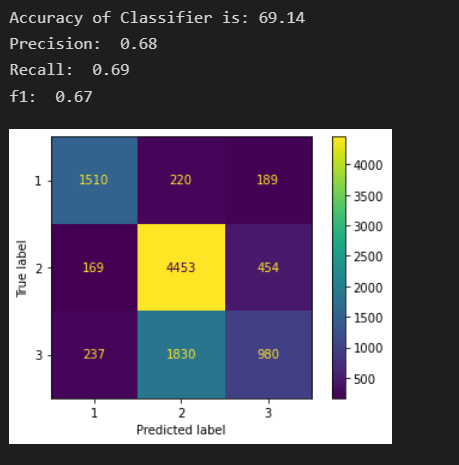 Accuracy of Classifier is: 69.14
Precision:  0.68
Recall:  0.69
f1:  0.67
1510 220 189
169 4453 454
237 1830 980
1
2
3
True label
1 2 3
Predicted label
4000
3500
3000
2500
2000
1500
1000
500